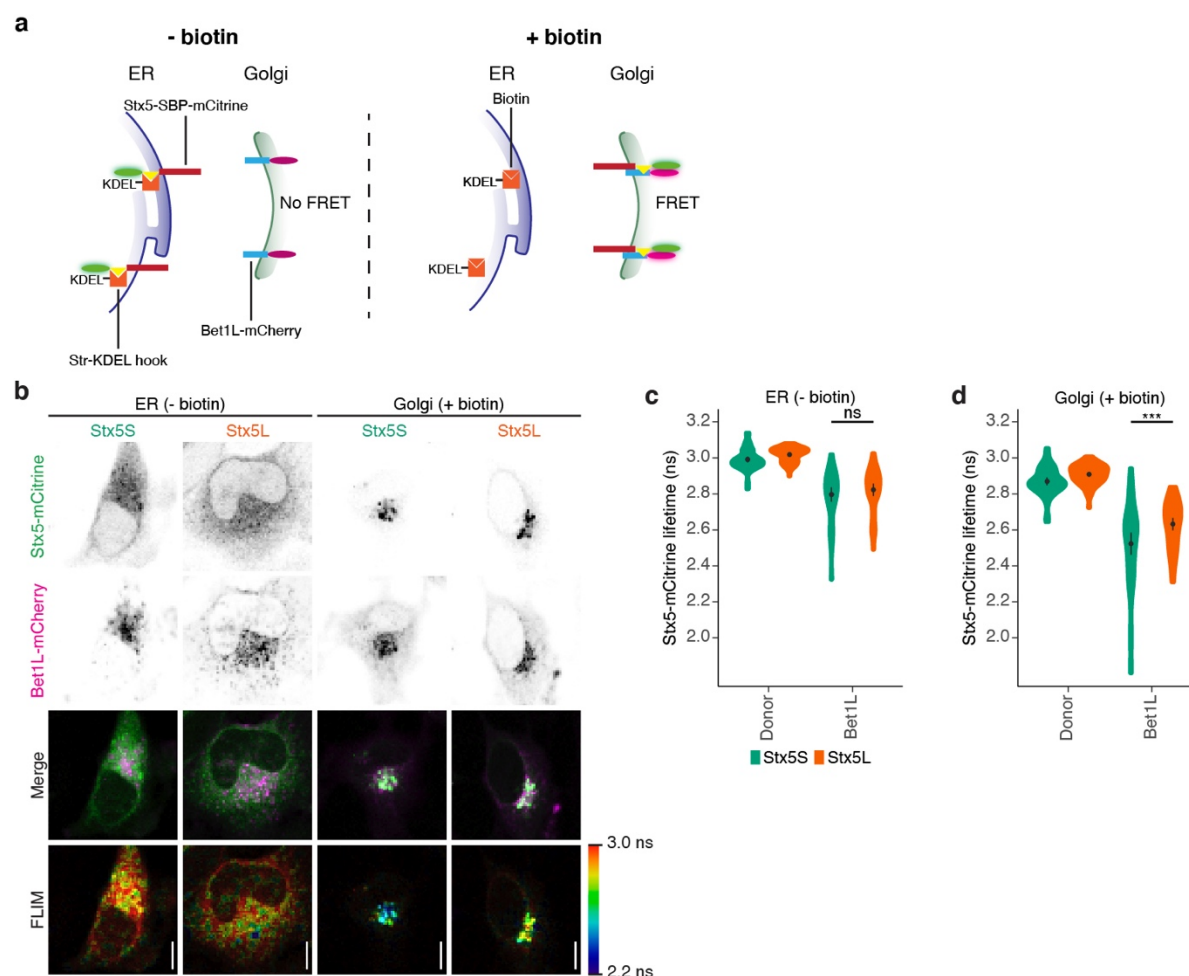 a
- biotin
+ biotin
ER
Golgi
ER
Golgi
Stx5-SBP-mCitrine
Biotin
KDEL
No FRET
KDEL
FRET
KDEL
KDEL
Bet1L-mCherry
Str-KDEL hook
b
ER (- biotin)
Golgi (+ biotin)
Stx5S
Stx5L
Stx5S
Stx5L
Stx5-mCitrine
Bet1L-mCherry
Merge
FLIM
3.0 ns
2.2 ns
c
ER (- biotin)
ns
Stx5-mCitrine lifetime (ns)
3.2
3.0
2.8
2.6
2.4
2.2
2.0
Donor
Bet1L
Stx5S
Stx5L
d
Golgi (+ biotin)
***
Stx5-mCitrine lifetime (ns)
3.2
3.0
2.8
2.6
2.4
2.2
2.0
Donor
Bet1L